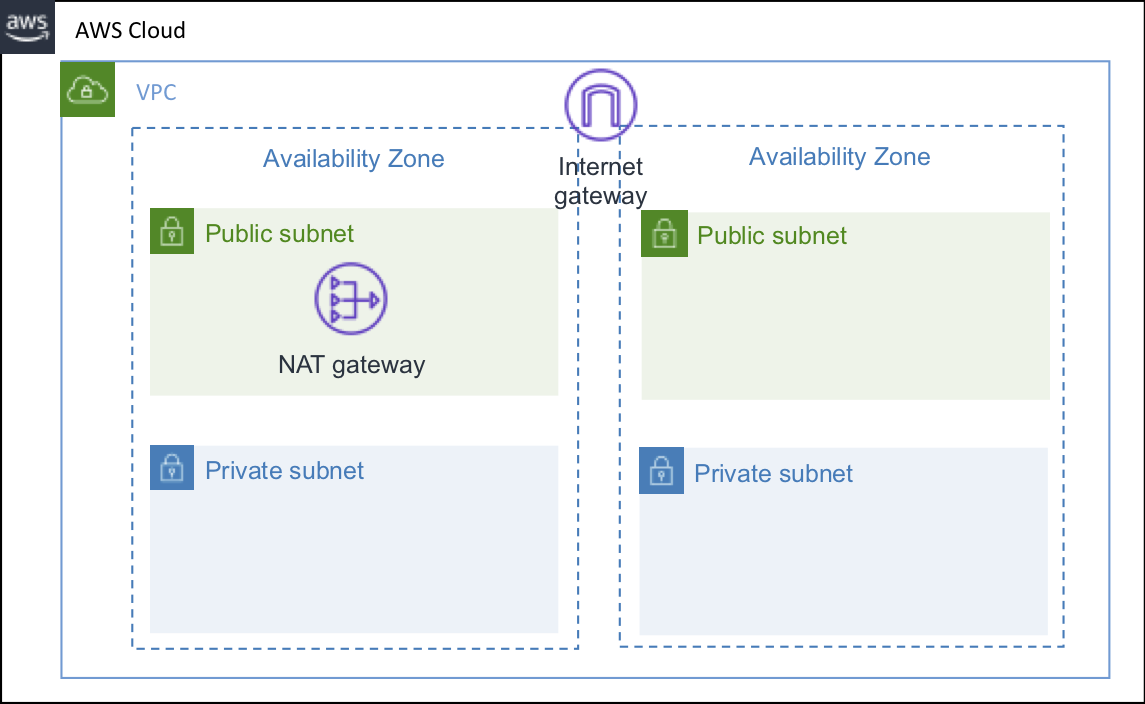 aws
AWS Cloud
VPC
Availability Zone
Internet
gateway
Availability Zone
Public subnet
NAT gateway
Public subnet
Private subnet
Private subnet